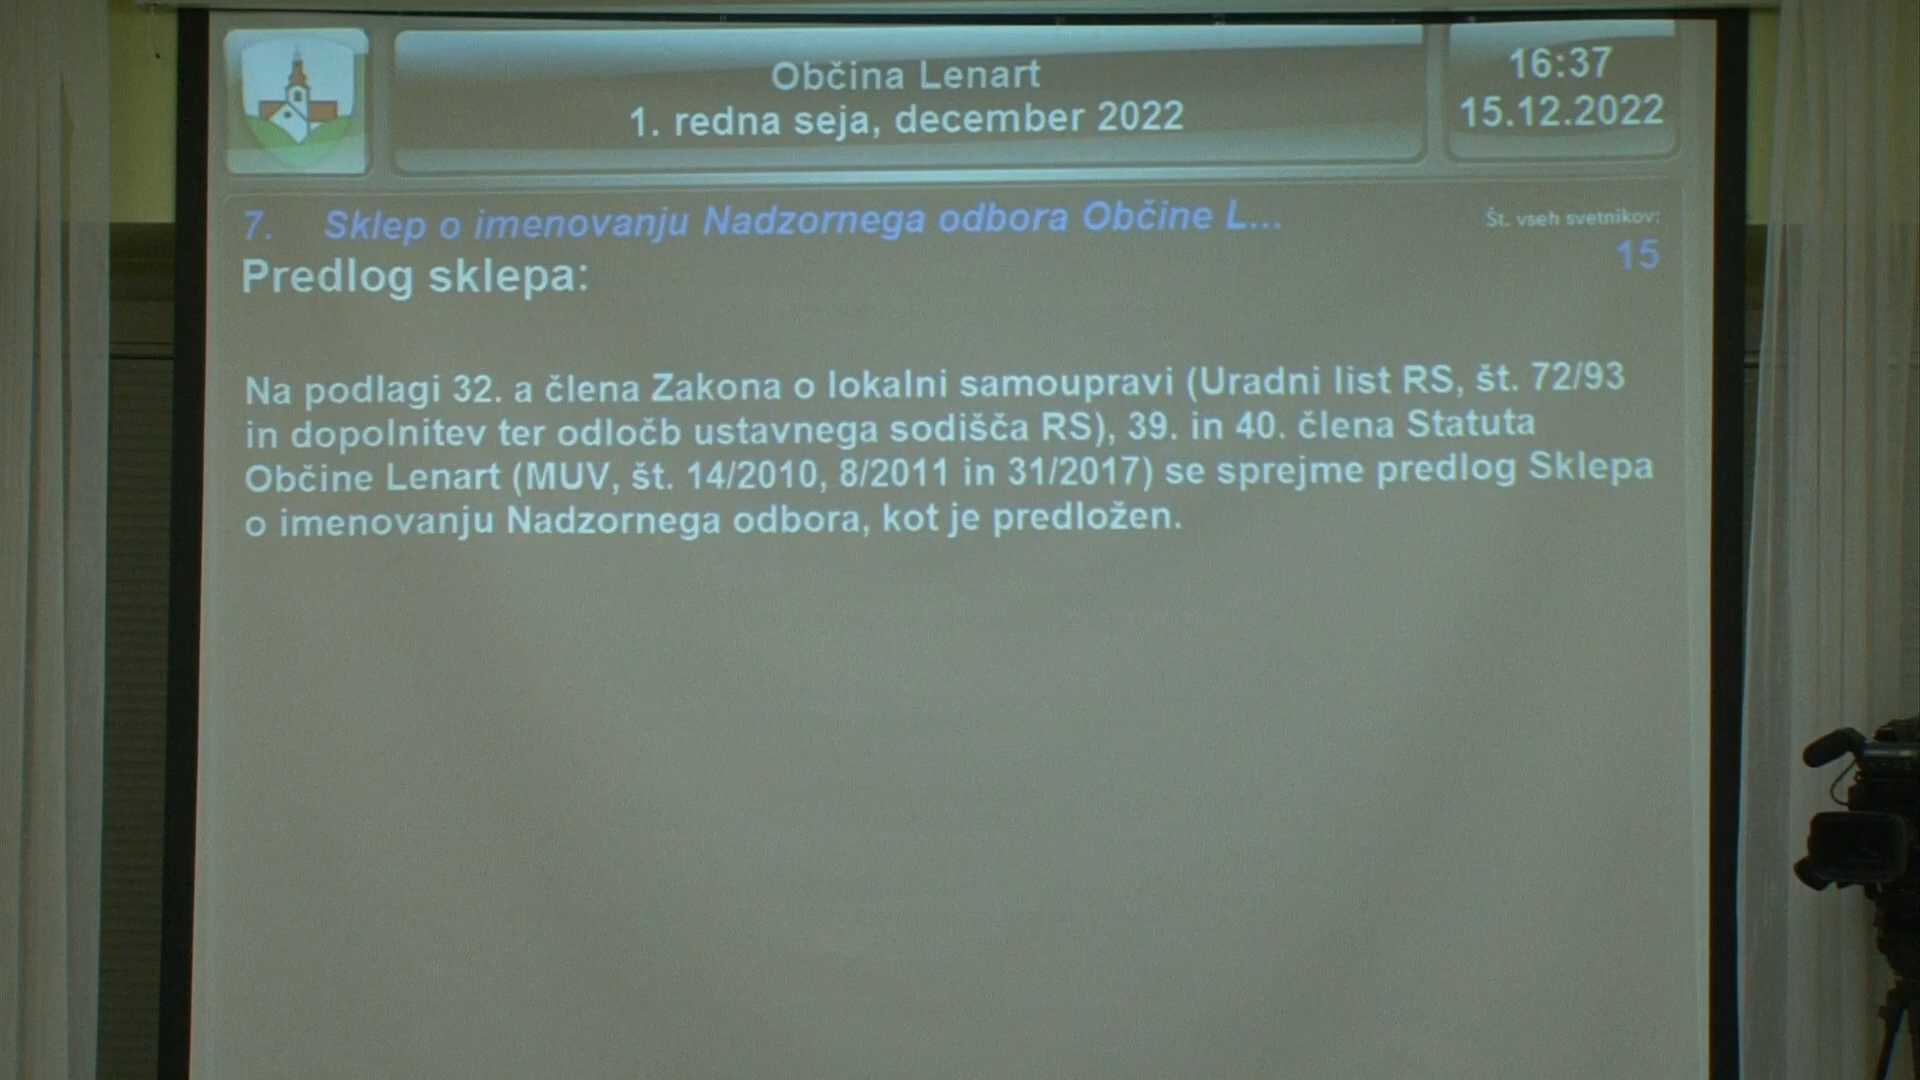 Občina Lenart
1. redna seja, december 2022
16:37
15.12.2022
7. Sklep o imenovanju Nadzornega odbora Občine L...
Št. vseh svetnikov:
15
Predlog sklepa:
Na podlagi 32. a člena Zakona o lokalni samoupravi (Uradni list RS, št. 72/93
in dopolnitev ter odločb ustavnega sodišča RS), 39. in 40. člena Statuta
Občine Lenart (MUV, št. 14/2010, 8/2011 in 31/2017) se sprejme predlog Sklepa
o imenovanju Nadzornega odbora, kot je predložen.